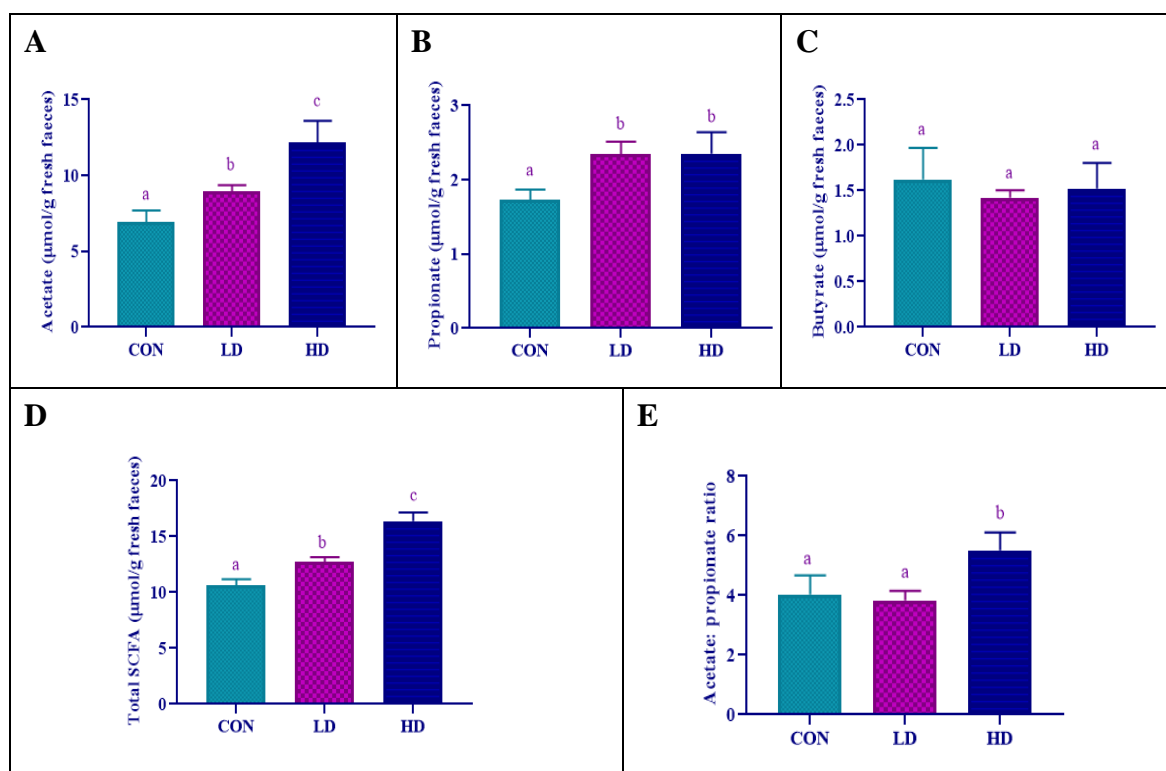 A
Acetate (µmol/g fresh faeces)
15
10
5
0
a
b
c
CON LD HD
B
Propionate (µmol/g fresh faeces)
3
2
1
0
a
b
b
CON LD HD
C
Butyrate (µmol/g fresh faeces)
2.5
2.0
1.5
1.0
0.5
0.0
a
a
a
CON LD HD
D
Total SCFA (µmol/g fresh faeces)
20
15
10
5
0
a
b
c
CON LD HD
E
Acetate: propionate ratio
8
6
4
2
0
a
a
b
CON LD HD